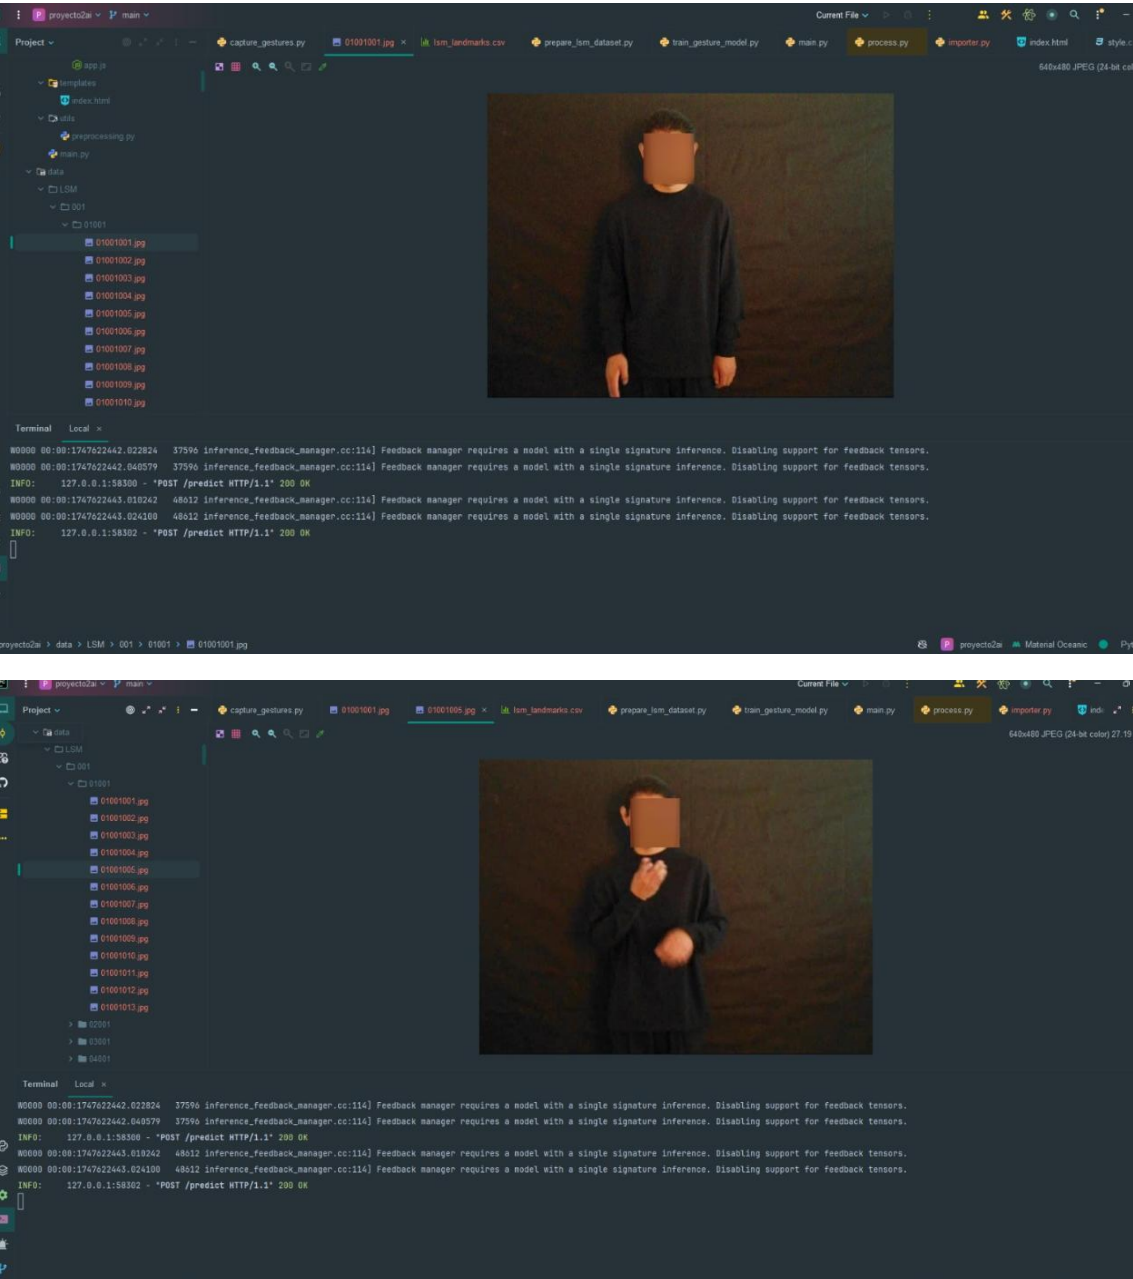 P proyecto2ai main Current File
Project capture_gestures.py 01001001.jpg × lsm_landmarks.csv prepare_lsm_dataset.py train_gesture_model.py main.py process.py importer.py index.html style.c
app.js 640x480 JPEG (24-bit col
templates
index.html
utils
preprocessing.py
main.py
data
LSM
001
01001
01001001.jpg
01001002.jpg
01001003.jpg
01001004.jpg
01001005.jpg
01001006.jpg
01001007.jpg
01001008.jpg
01001009.jpg
01001010.jpg
Terminal Local ×
W0000 00:00:1747622442.022824 37596 inference_feedback_manager.cc:114] Feedback manager requires a model with a single signature inference. Disabling support for feedback tensors.
W0000 00:00:1747622442.040579 37596 inference_feedback_manager.cc:114] Feedback manager requires a model with a single signature inference. Disabling support for feedback tensors.
INFO: 127.0.0.1:58300 - "POST /predict HTTP/1.1" 200 OK
W0000 00:00:1747622443.010242 48612 inference_feedback_manager.cc:114] Feedback manager requires a model with a single signature inference. Disabling support for feedback tensors.
W0000 00:00:1747622443.024100 48612 inference_feedback_manager.cc:114] Feedback manager requires a model with a single signature inference. Disabling support for feedback tensors.
INFO: 127.0.0.1:58302 - "POST /predict HTTP/1.1" 200 OK
proyecto2ai > data > LSM > 001 > 01001 > 01001001.jpg P proyecto2ai Material Oceanic Pyt
P proyecto2ai main Current File
Project capture_gestures.py 01001001.jpg 01001005.jpg × lsm_landmarks.csv prepare_lsm_dataset.py train_gesture_model.py main.py process.py importer.py ind
data 640x480 JPEG (24-bit color) 27.19
LSM
001
01001
01001001.jpg
01001002.jpg
01001003.jpg
01001004.jpg
01001005.jpg
01001006.jpg
01001007.jpg
01001008.jpg
01001009.jpg
01001010.jpg
01001011.jpg
01001012.jpg
01001013.jpg
02001
03001
04001
Terminal Local ×
W0000 00:00:1747622442.022824 37596 inference_feedback_manager.cc:114] Feedback manager requires a model with a single signature inference. Disabling support for feedback tensors.
W0000 00:00:1747622442.040579 37596 inference_feedback_manager.cc:114] Feedback manager requires a model with a single signature inference. Disabling support for feedback tensors.
INFO: 127.0.0.1:58300 - "POST /predict HTTP/1.1" 200 OK
W0000 00:00:1747622443.010242 48612 inference_feedback_manager.cc:114] Feedback manager requires a model with a single signature inference. Disabling support for feedback tensors.
W0000 00:00:1747622443.024100 48612 inference_feedback_manager.cc:114] Feedback manager requires a model with a single signature inference. Disabling support for feedback tensors.
INFO: 127.0.0.1:58302 - "POST /predict HTTP/1.1" 200 OK